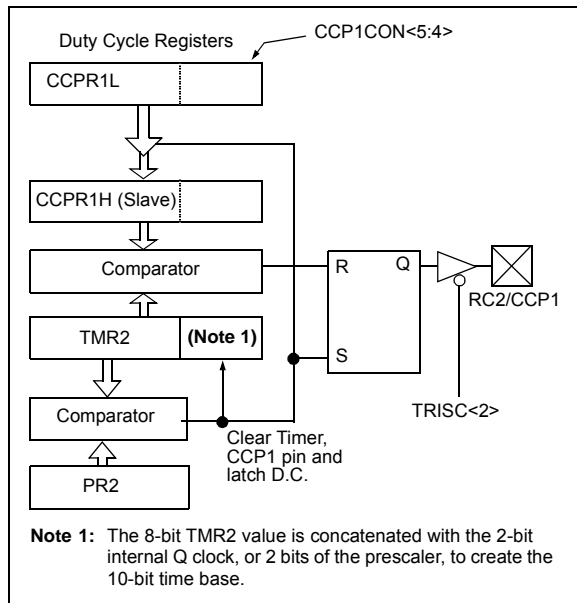 Duty Cycle Registers
CCP1CON<5:4>
CCPR1L
CCPR1H (Slave)
Comparator
R
Q
RC2/CCP1
TMR2
(Note 1)
S
TRISC<2>
Comparator
Clear Timer,
CCP1 pin and
latch D.C.
PR2
Note 1: The 8-bit TMR2 value is concatenated with the 2-bit
internal Q clock, or 2 bits of the prescaler, to create the
10-bit time base.